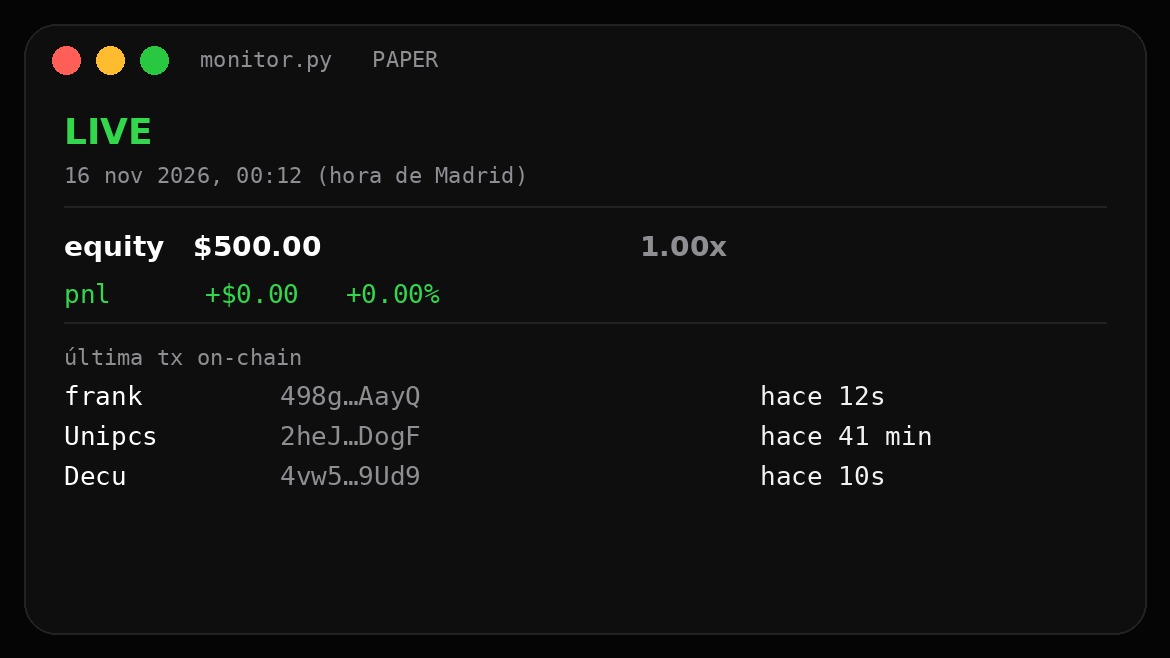 monitor.py PAPER
LIVE
16 nov 2026, 00:12 (hora de Madrid)
equity $500.00 1.00x
pnl +$0.00 +0.00%
última tx on-chain
frank 498g…AayQ hace 12s
Unipcs 2heJ…DogF hace 41 min
Decu 4vw5…9Ud9 hace 10s